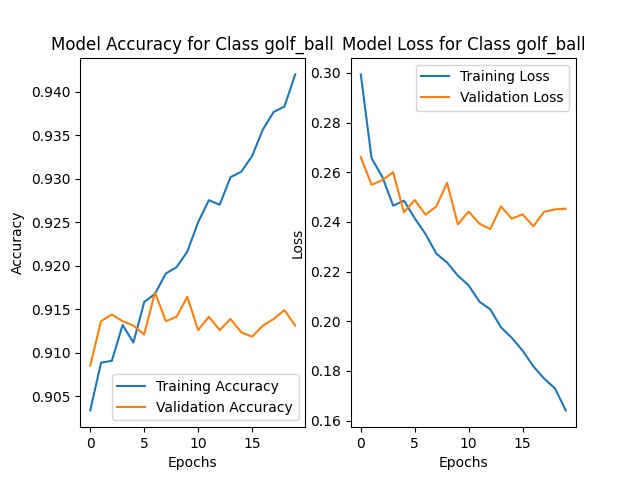 Model Accuracy for Class golf_ball
0.940
0.935
0.930
0.925
0.920
0.915
0.910
0.905
Accuracy
Training Accuracy
Validation Accuracy
0 5 10 15
Epochs
Model Loss for Class golf_ball
0.30
0.28
0.26
0.24
0.22
0.20
0.18
0.16
Loss
Training Loss
Validation Loss
0 5 10 15
Epochs